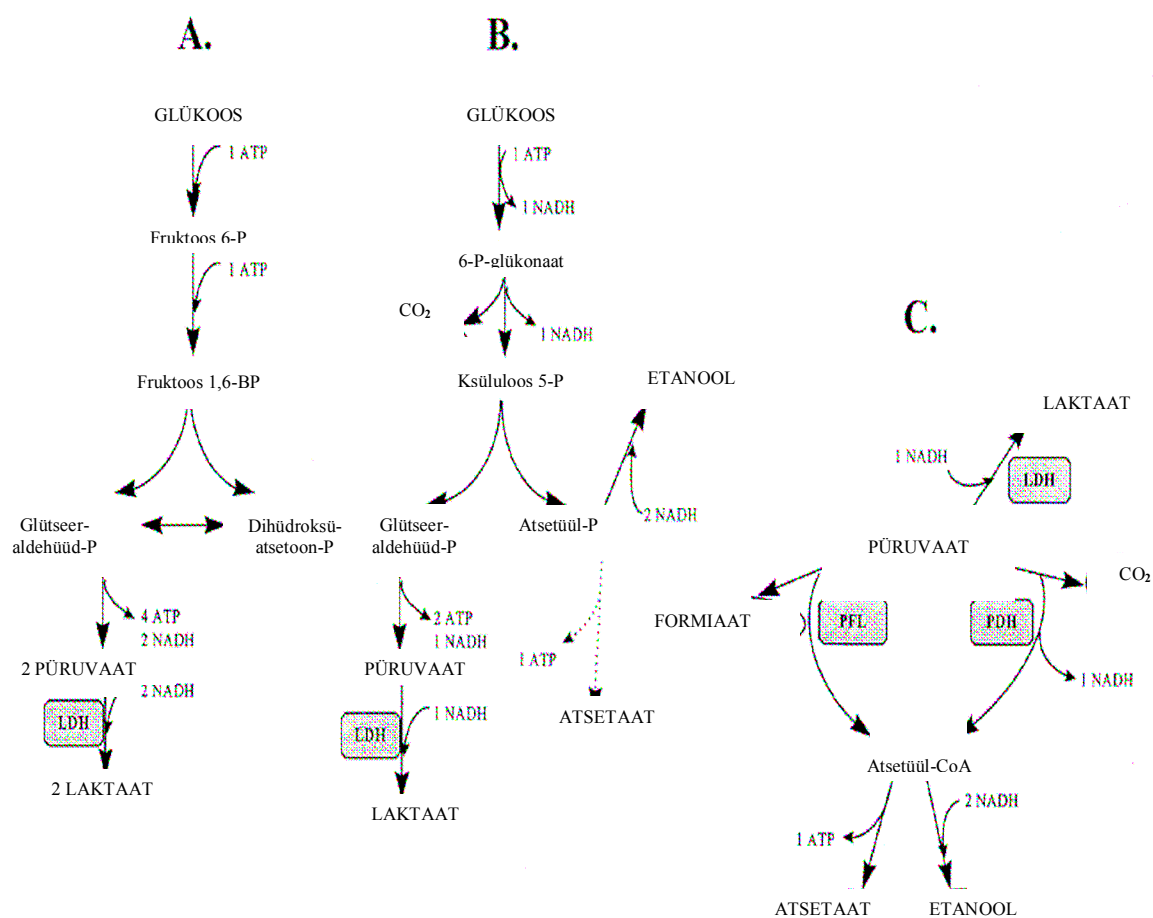 A.
GLÜKOOS
1 ATP
Fruktoos 6-P
1 ATP
Fruktoos 1,6-BP
Glütseer-
aldehüüd-P
Dihüdroksü-
atsetoon-P
4 ATP
2 NADH
2 PÜRUVAAT
2 NADH
LDH
2 LAKTAAT
B.
GLÜKOOS
1 ATP
1 NADH
6-P-glükonaat
CO₂
1 NADH
Ksüluloos 5-P
ETANOOL
Glütseer-
aldehüüd-P
Atsetüül-P
2 NADH
2 ATP
1 NADH
PÜRUVAAT
1 ATP
1 NADH
LDH
ATSETAAT
LAKTAAT
C.
LAKTAAT
1 NADH
LDH
PÜRUVAAT
CO₂
FORMIAAT
PFL
PDH
1 NADH
Atsetüül-CoA
1 ATP
2 NADH
ATSETAAT
ETANOOL